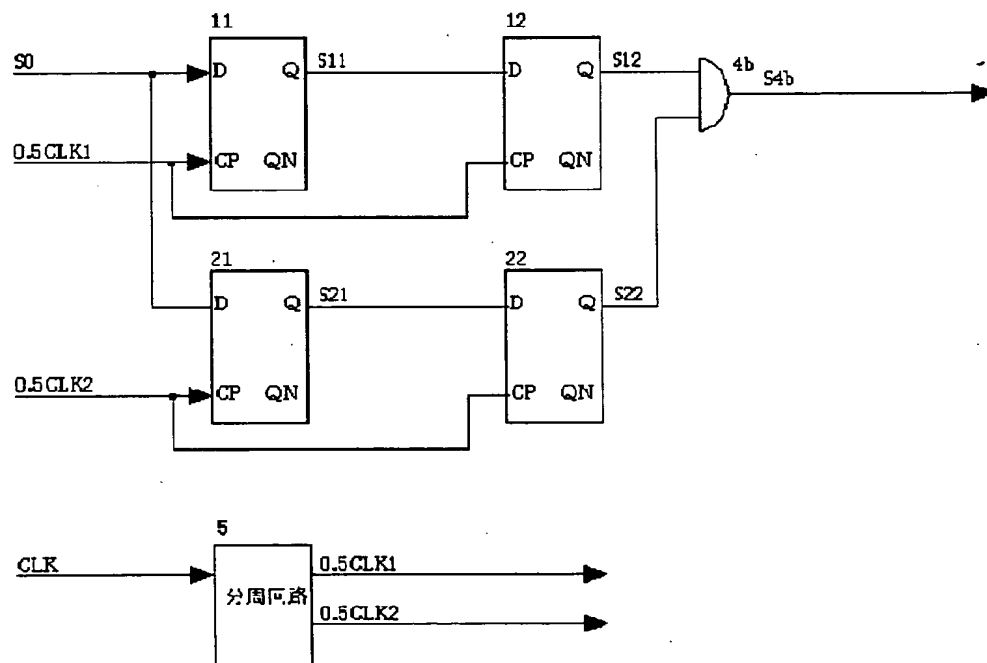 11
12
S0
D
Q
S11
D
Q
S12
4b
S4b
0.5CLK1
CP
QN
CP
QN
21
22
D
Q
S21
D
Q
S22
0.5CLK2
CP
QN
CP
QN
5
CLK
0.5CLK1
分周回路
0.5CLK2